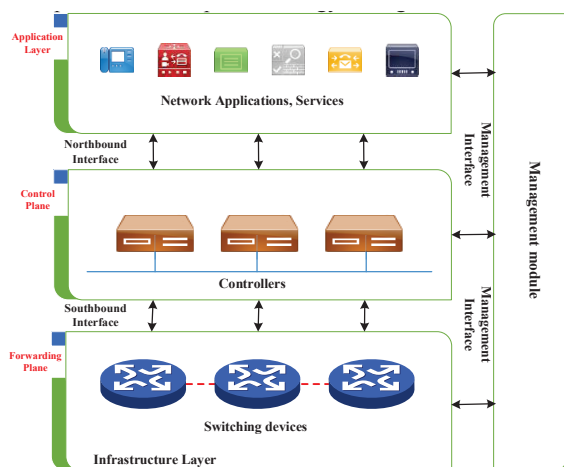 Application
Layer
Network Applications, Services
Northbound
Interface
Management
Interface
Control
Plane
Controllers
Management module
Southbound
Interface
Management
Interface
Forwarding
Plane
Switching devices
Infrastructure Layer